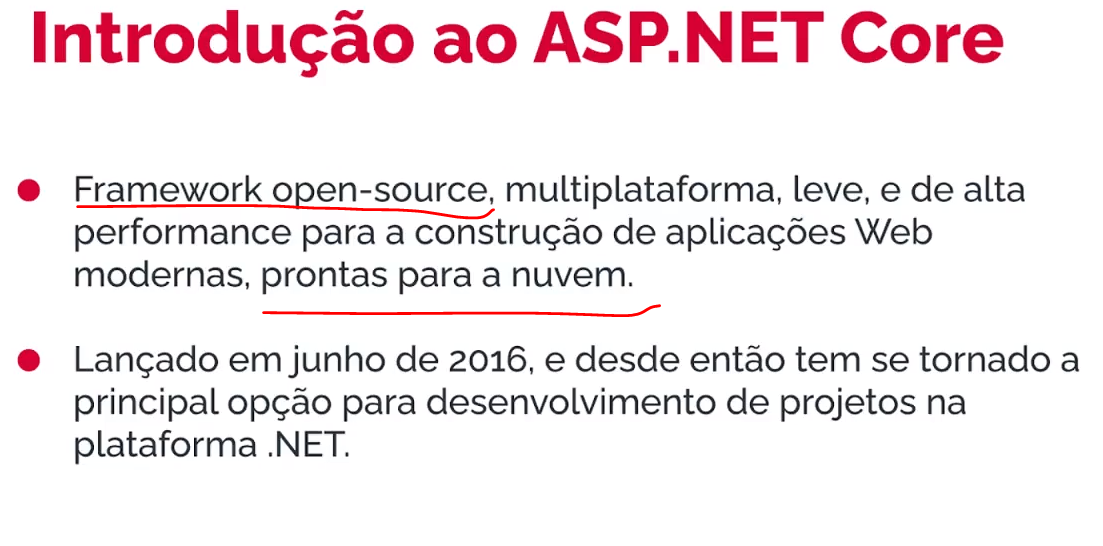 Introdução ao ASP.NET Core
Framework open-source, multiplataforma, leve, e de alta
performance para a construção de aplicações Web
modernas, prontas para a nuvem.
Lançado em junho de 2016, e desde então tem se tornado a
principal opção para desenvolvimento de projetos na
plataforma .NET.